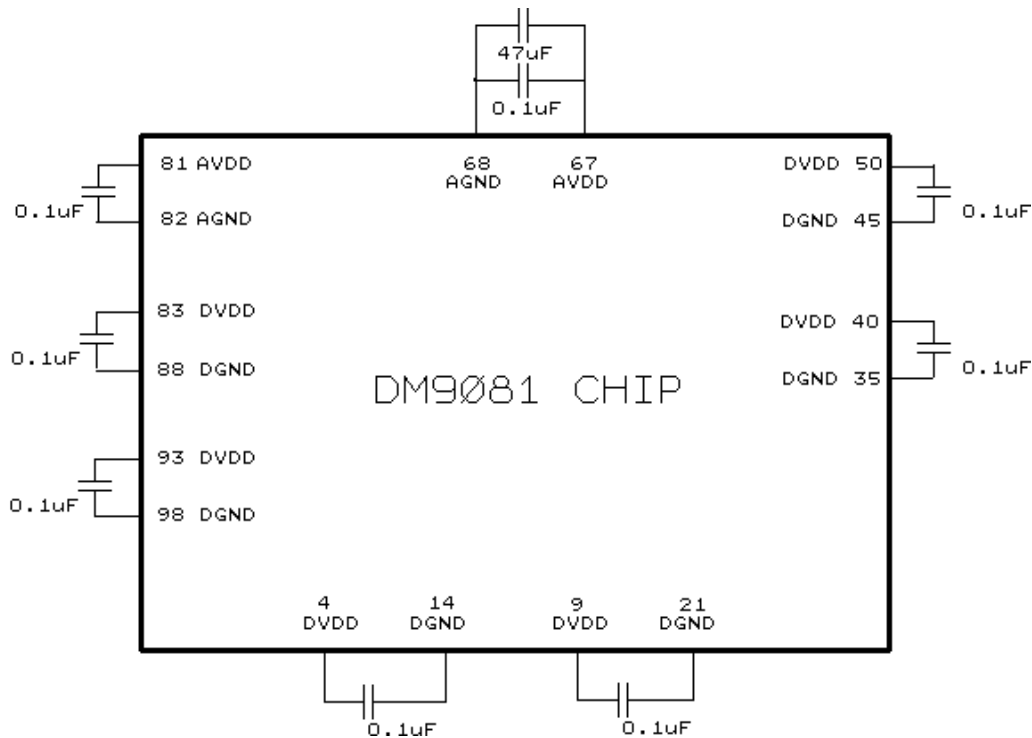 47uF
0.1uF
81 AVDD
68
AGND
67
AVDD
DVDD 50
0.1uF
82 AGND
DGND 45
0.1uF
83 DVDD
DVDD 40
0.1uF
88 DGND
DM9Ø81 CHIP
DGND 35
0.1uF
93 DVDD
0.1uF
98 DGND
4
DVDD
14
DGND
9
DVDD
21
DGND
0.1uF
0.1uF